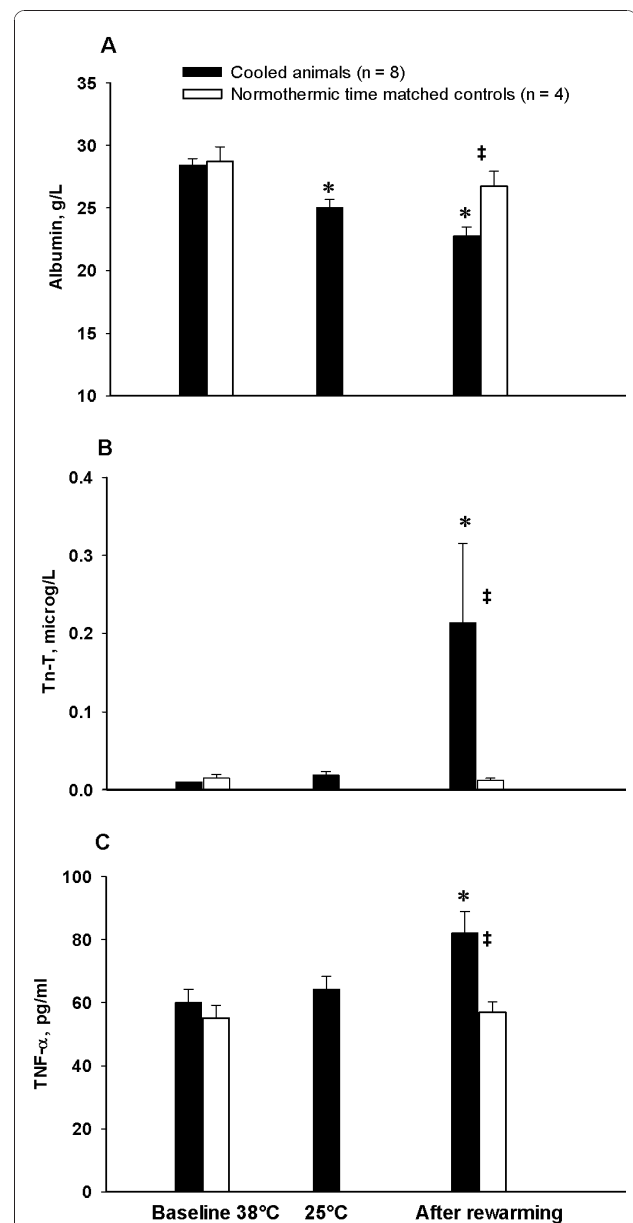 A
Cooled animals (n = 8)
Normothermic time matched controls (n = 4)
Albumin, g/L
35
30
25
20
15
10
*
*
‡
B
Tn-T, microg/L
0.4
0.3
0.2
0.1
0.0
*
‡
C
TNF-α, pg/ml
100
80
60
40
20
0
*
‡
Baseline 38°C 25°C After rewarming